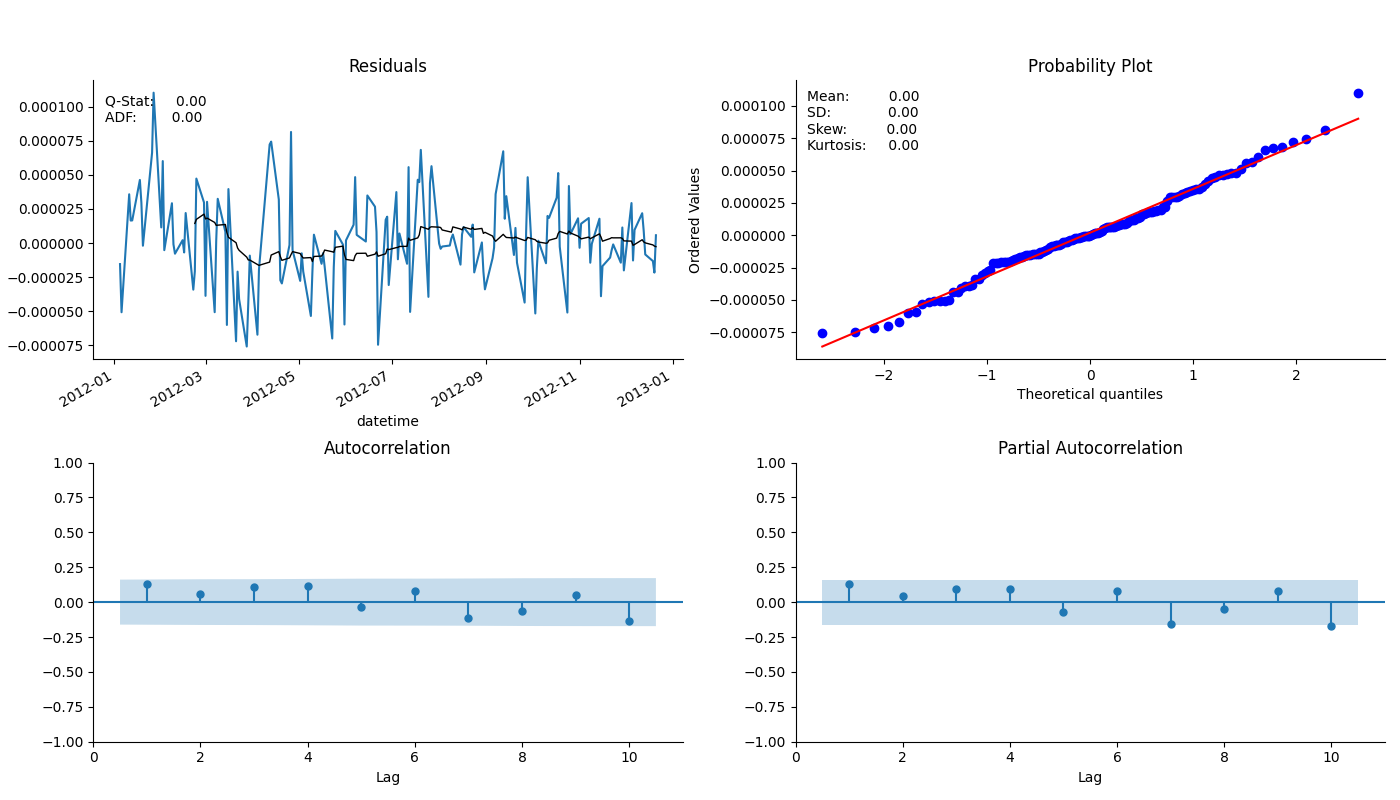 Residuals
Q-Stat: 0.00
ADF: 0.00
0.000100
0.000075
0.000050
0.000025
0.000000
−0.000025
−0.000050
−0.000075
2012-01 2012-03 2012-05 2012-07 2012-09 2012-11 2013-01
datetime
Probability Plot
Mean: 0.00
SD: 0.00
Skew: 0.00
Kurtosis: 0.00
Ordered Values
0.000100
0.000075
0.000050
0.000025
0.000000
−0.000025
−0.000050
−0.000075
−2 −1 0 1 2
Theoretical quantiles
Autocorrelation
1.00
0.75
0.50
0.25
0.00
−0.25
−0.50
−0.75
−1.00
0 2 4 6 8 10
Lag
Partial Autocorrelation
1.00
0.75
0.50
0.25
0.00
−0.25
−0.50
−0.75
−1.00
0 2 4 6 8 10
Lag